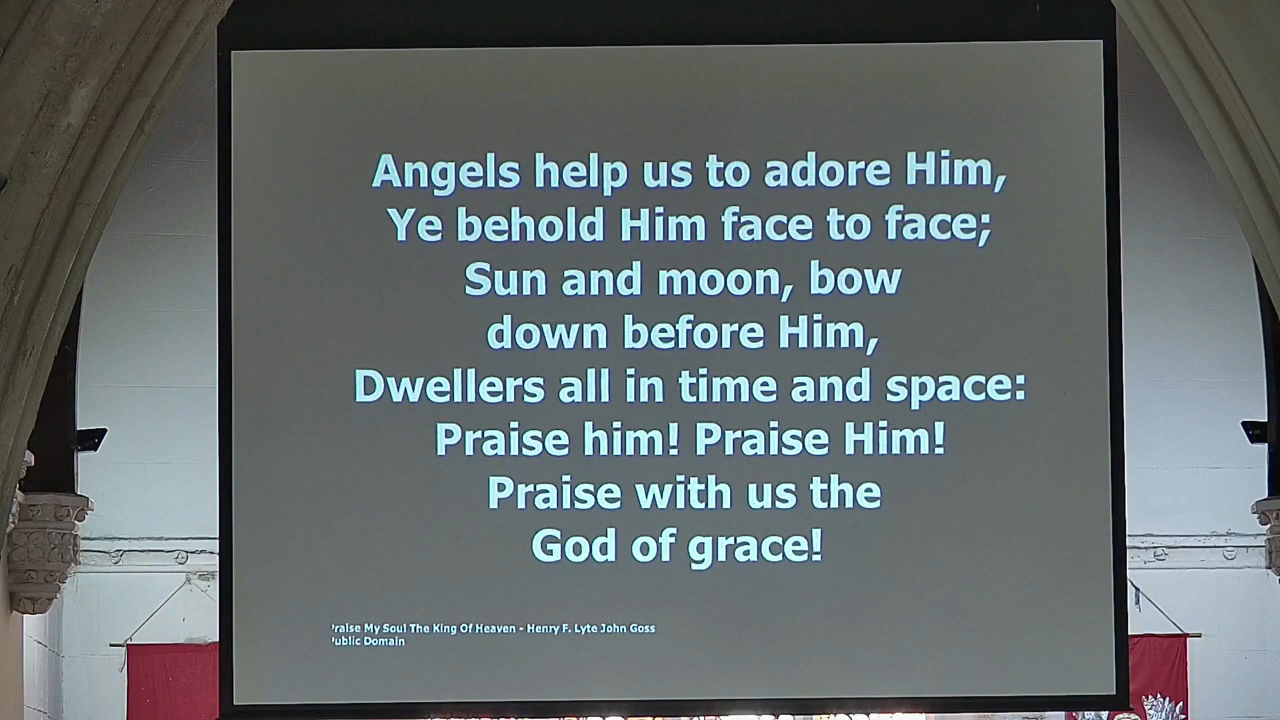 Angels help us to adore Him,
Ye behold Him face to face;
Sun and moon, bow
down before Him,
Dwellers all in time and space:
Praise him! Praise Him!
Praise with us the
God of grace!
'raise My Soul The King Of Heaven - Henry F. Lyte John Goss
'ublic Domain